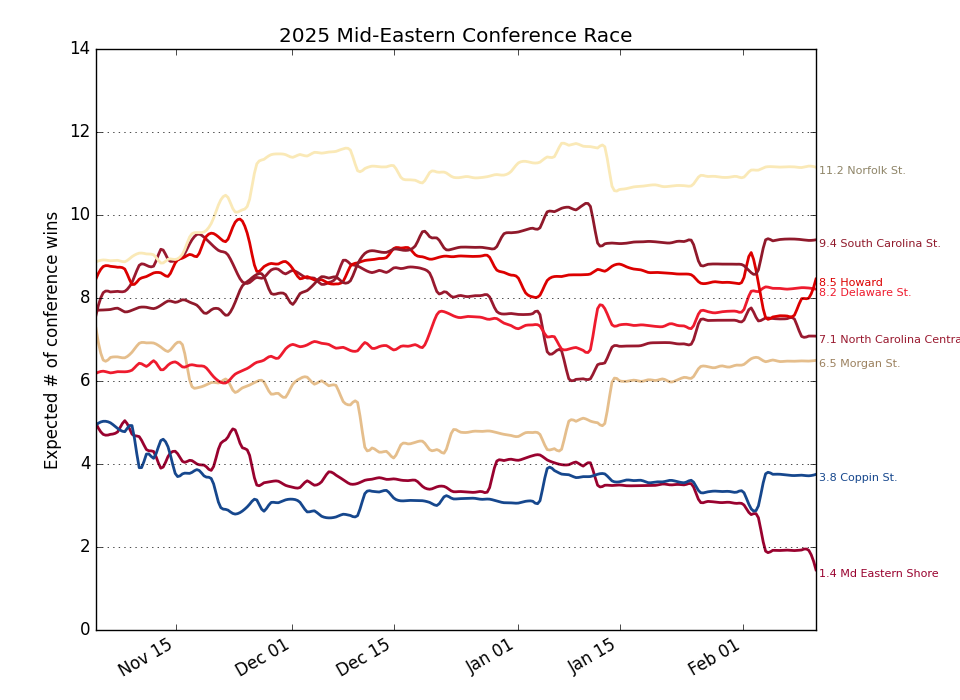 2025 Mid-Eastern Conference Race
Expected # of conference wins
14
12
10
8
6
4
2
0
11.2 Norfolk St.
9.4 South Carolina St.
8.5 Howard
8.2 Delaware St.
7.1 North Carolina Centra
6.5 Morgan St.
3.8 Coppin St.
1.4 Md Eastern Shore
Nov 15
Dec 01
Dec 15
Jan 01
Jan 15
Feb 01